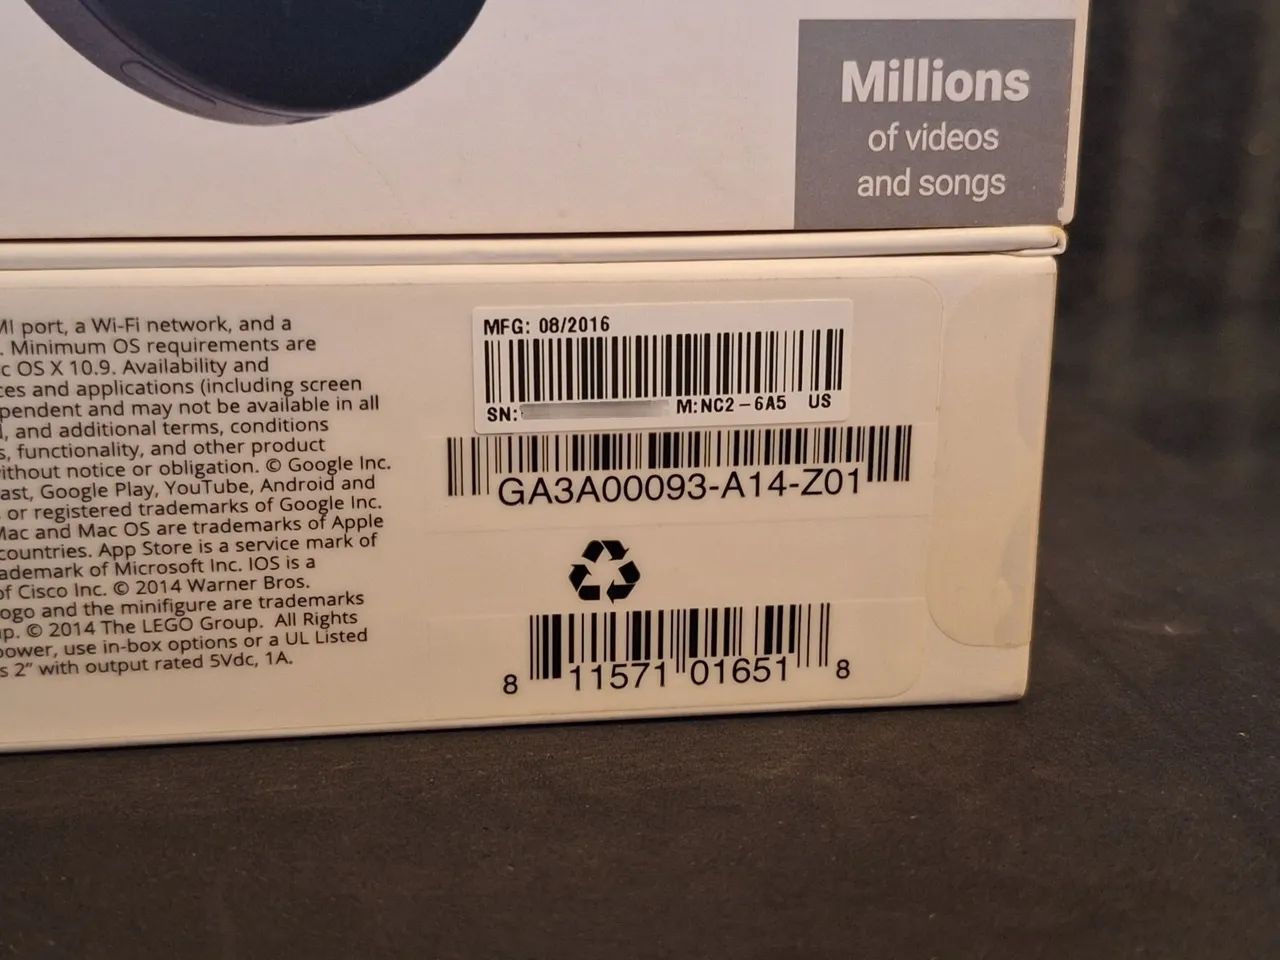 Millions
of videos
and songs
MI port, a Wi-Fi network, and a
. Minimum OS requirements are
c OS X 10.9. Availability and
ces and applications (including screen
pendent and may not be available in all
l, and additional terms, conditions
s, functionality, and other product
ithout notice or obligation. © Google Inc.
ast, Google Play, YouTube, Android and
or registered trademarks of Google Inc.
Mac and Mac OS are trademarks of Apple
countries. App Store is a service mark of
ademark of Microsoft Inc. IOS is a
of Cisco Inc. © 2014 Warner Bros.
ogo and the minifigure are trademarks
up. © 2014 The LEGO Group. All Rights
power, use in-box options or a UL Listed
s 2” with output rated 5Vdc, 1A.
MFG: 08/2016
SN: M:NC2-6A5 US
GA3A00093-A14-Z01
8 11571 01651 8